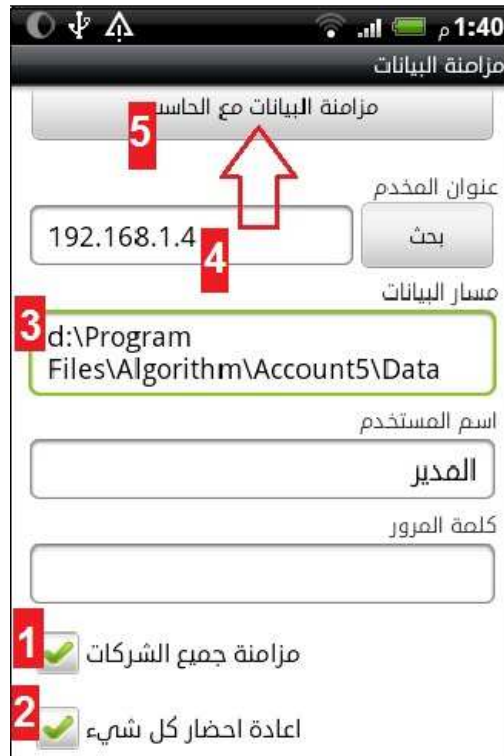 1:40 م
مزامنة البيانات
مزامنة البيانات مع الحاسب
5
عنوان المخدم
192.168.1.4
بحث
4
مسار البيانات
3
d:\Program
Files\Algorithm\Account5\Data
اسم المستخدم
المدير
كلمة المرور
1
مزامنة جميع الشركات
2
اعادة احضار كل شيء